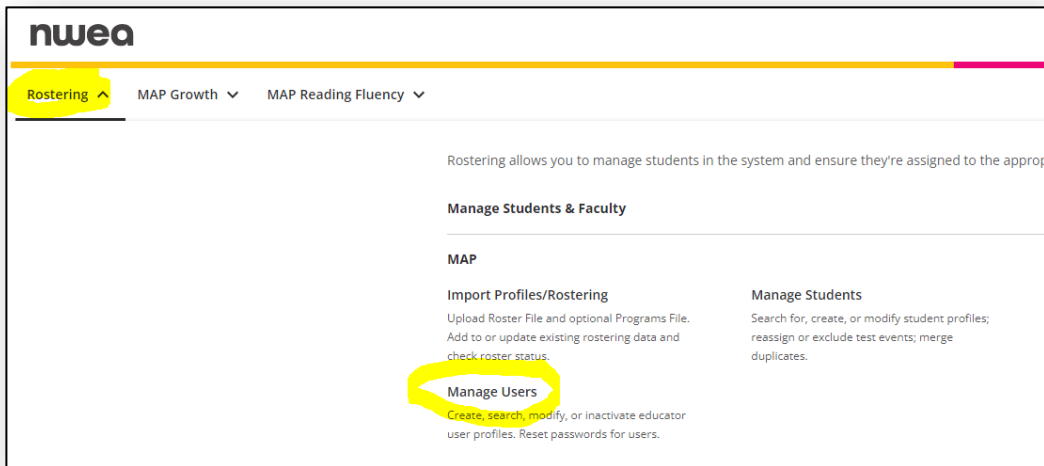 nwea
Rostering MAP Growth MAP Reading Fluency
Rostering allows you to manage students in the system and ensure they're assigned to the
Manage Students & Faculty
MAP
Import Profiles/Rostering
Upload Roster File and optional Programs File.
Add to or update existing rostering data and
check roster status.
Manage Students
Search for, create, or modify student profiles;
reassign or exclude test events; merge
duplicates.
Manage Users
Create, search, modify, or inactivate educator
user profiles. Reset passwords for users.